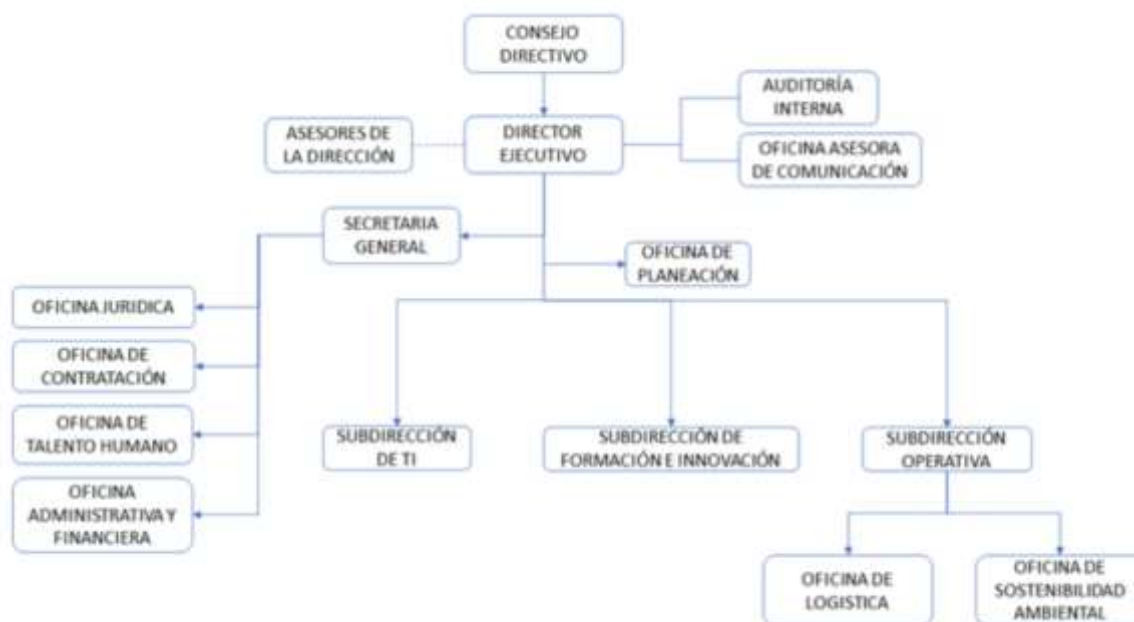 CONSEJO
DIRECTIVO
AUDITORÍA
INTERNA
ASESORES DE
LA DIRECCIÓN
DIRECTOR
EJECUTIVO
OFICINA ASESORA
DE COMUNICACIÓN
SECRETARIA
GENERAL
OFICINA DE
PLANEACIÓN
OFICINA JURIDICA
OFICINA DE
CONTRATACIÓN
OFICINA DE
TALENTO HUMANO
OFICINA
ADMINISTRATIVA Y
FINANCIERA
SUBDIRECCIÓN
DE TI
SUBDIRECCIÓN DE
FORMACIÓN E INNOVACIÓN
SUBDIRECCIÓN
OPERATIVA
OFICINA DE
LOGISTICA
OFICINA DE
SOSTENIBILIDAD
AMBIENTAL